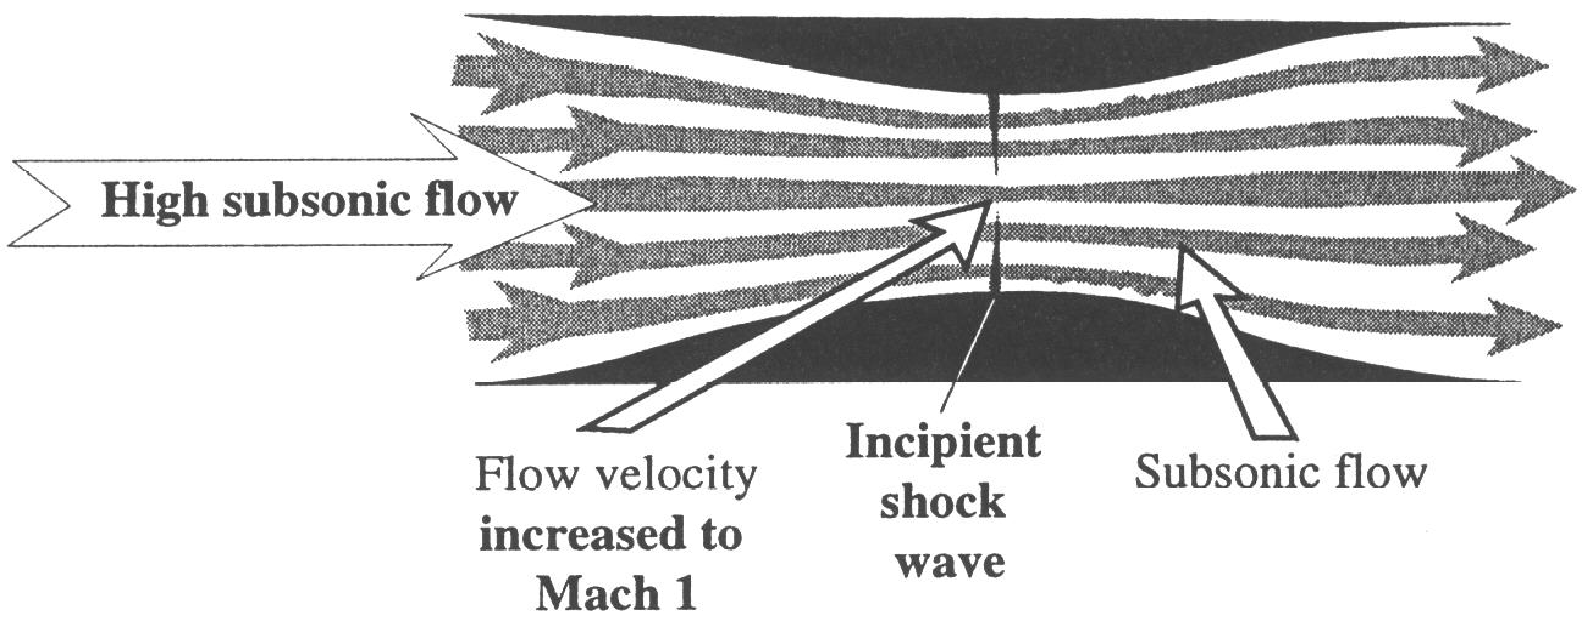 High subsonic flow
Flow velocity
increased to
Mach 1
Incipient
shock
wave
Subsonic flow